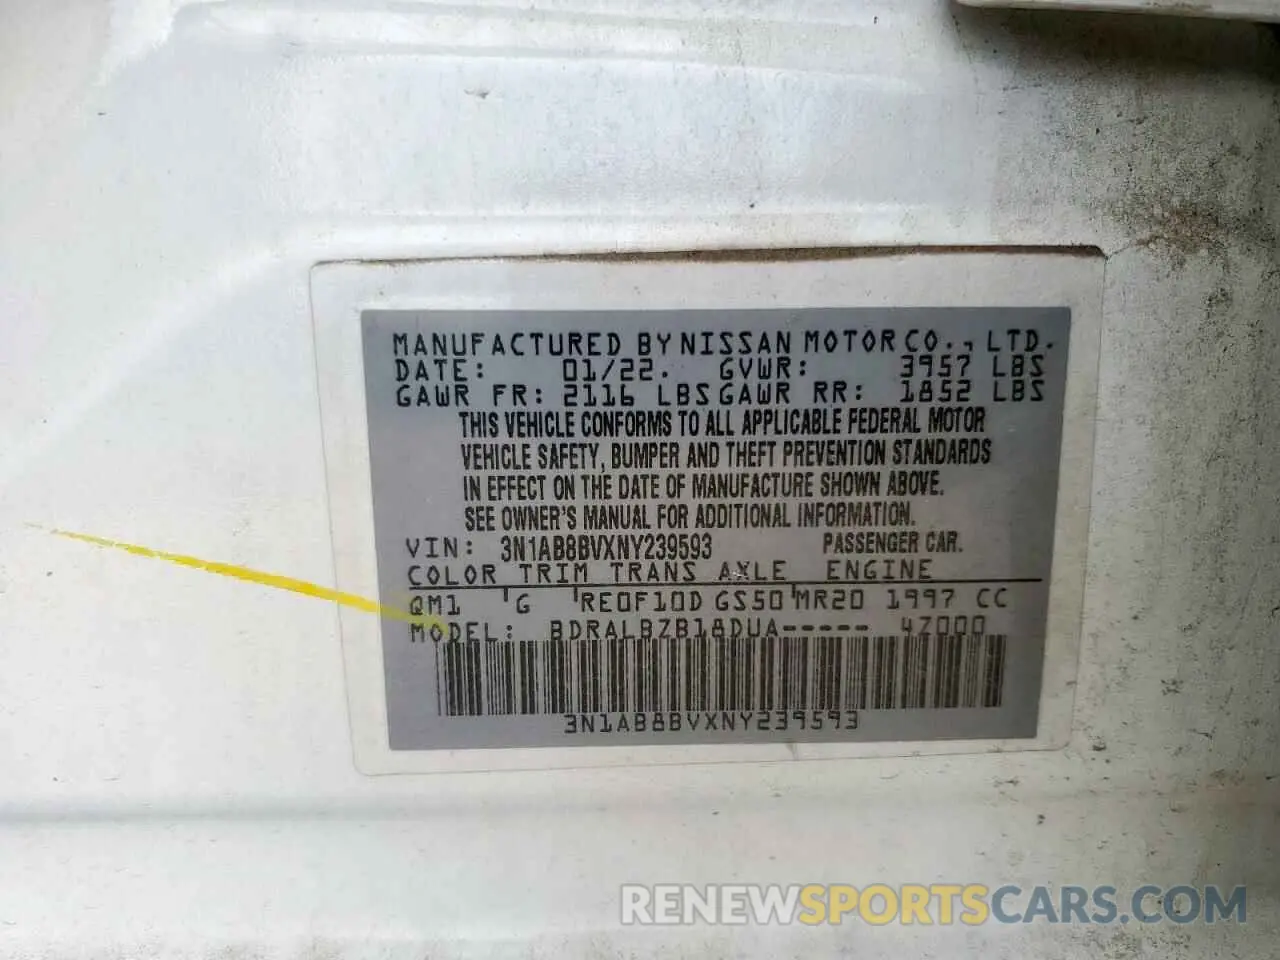 MANUFACTURED BY NISSAN MOTOR CO., LTD.
DATE: 01/22. GVWR: 3957 LBS
GAWR FR: 2116 LBS GAWR RR: 1852 LBS
THIS VEHICLE CONFORMS TO ALL APPLICABLE FEDERAL MOTOR
VEHICLE SAFETY, BUMPER AND THEFT PREVENTION STANDARDS
IN EFFECT ON THE DATE OF MANUFACTURE SHOWN ABOVE.
SEE OWNER'S MANUAL FOR ADDITIONAL INFORMATION.
VIN: 3N1AB8BVXNY239593 PASSENGER CAR.
COLOR TRIM TRANS AXLE ENGINE
QM1 G RE0F10D GS50 MR20 1997 CC
MODEL: BDRALBZB18DUA----- 4Z000
3N1AB8BVXNY239593
RENEWSPORTSCARS.COM